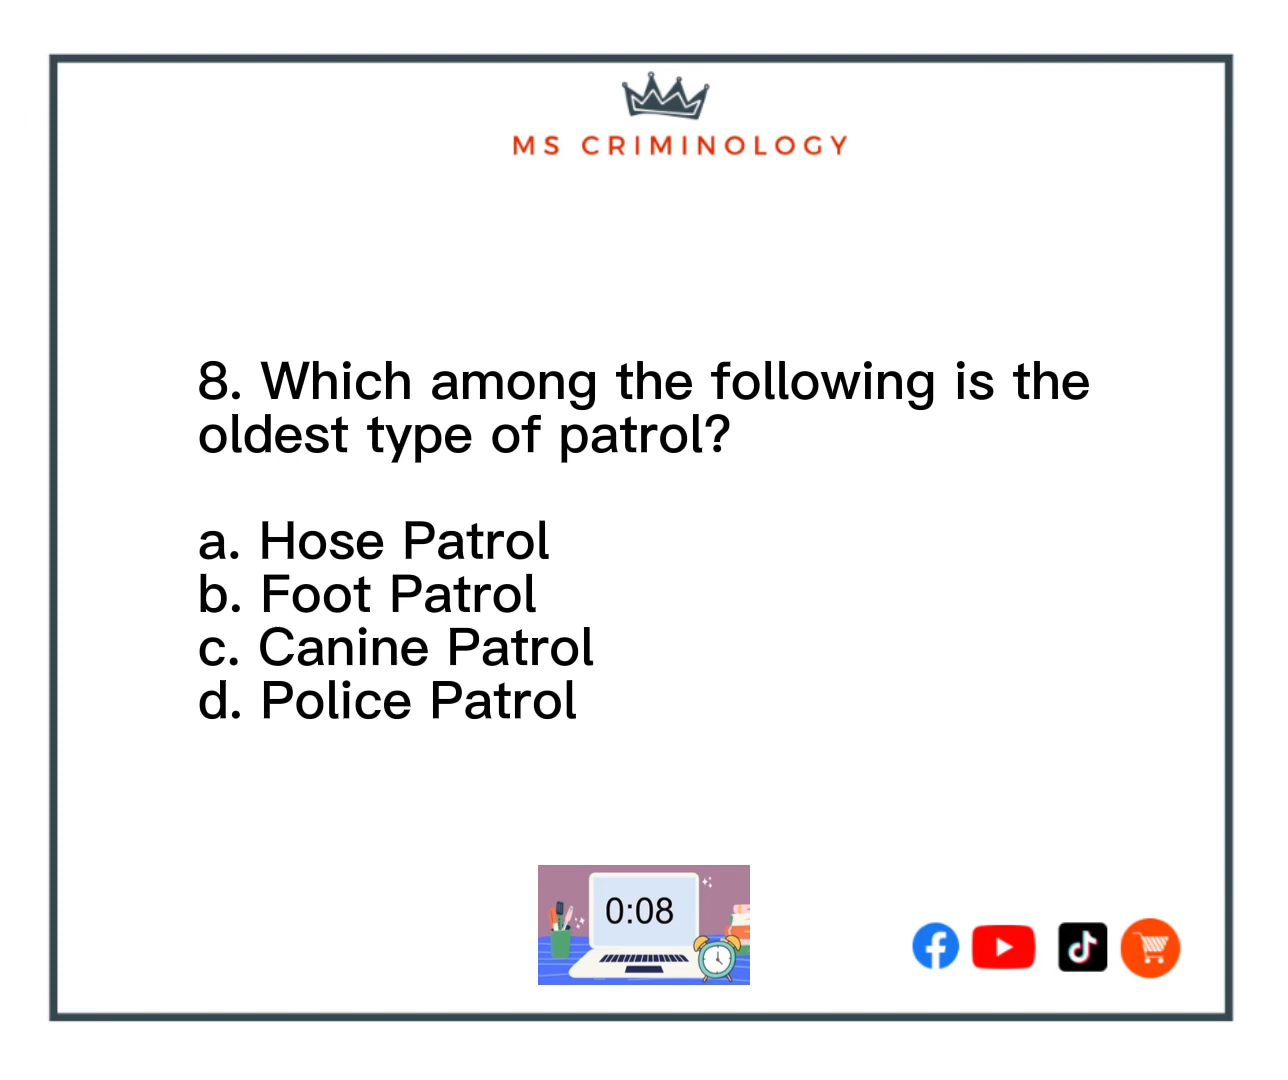 MS CRIMINOLOGY
8. Which among the following is the
oldest type of patrol?
a. Hose Patrol
b. Foot Patrol
c. Canine Patrol
d. Police Patrol
0:08